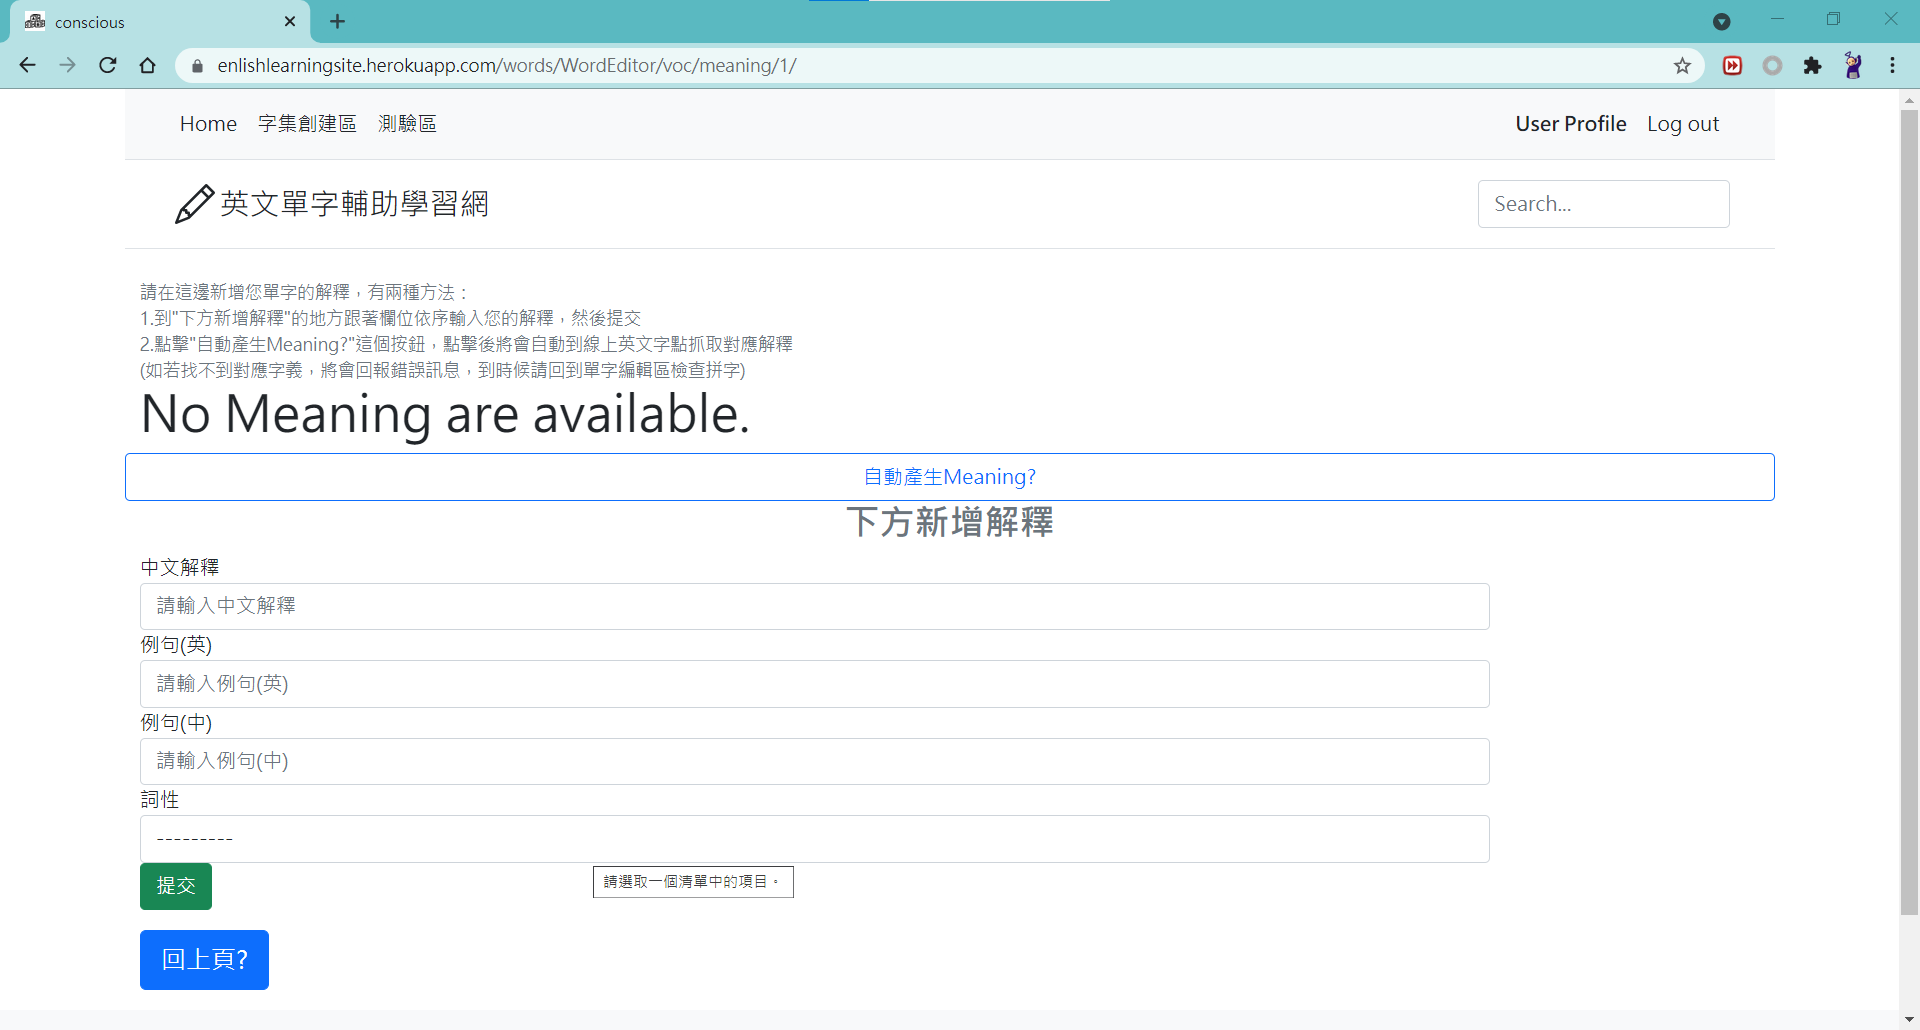 conscious
enlishlearningsite.herokuapp.com/words/WordEditor/voc/meaning/1/
Home 字集創建區 測驗區 User Profile Log out
英文單字輔助學習網 Search...
請在這邊新增您單字的解釋，有兩種方法：
1.到"下方新增解釋"的地方跟著欄位依序輸入您的解釋，然後提交
2.點擊"自動產生Meaning?"這個按鈕，點擊後將會自動到線上英文字點抓取對應解釋
(如若找不到對應字義，將會回報錯誤訊息，到時候請回到單字編輯區檢查拼字)
No Meaning are available.
自動產生Meaning?
下方新增解釋
中文解釋
請輸入中文解釋
例句(英)
請輸入例句(英)
例句(中)
請輸入例句(中)
詞性
---------
提交 請選取一個清單中的項目。
回上頁?